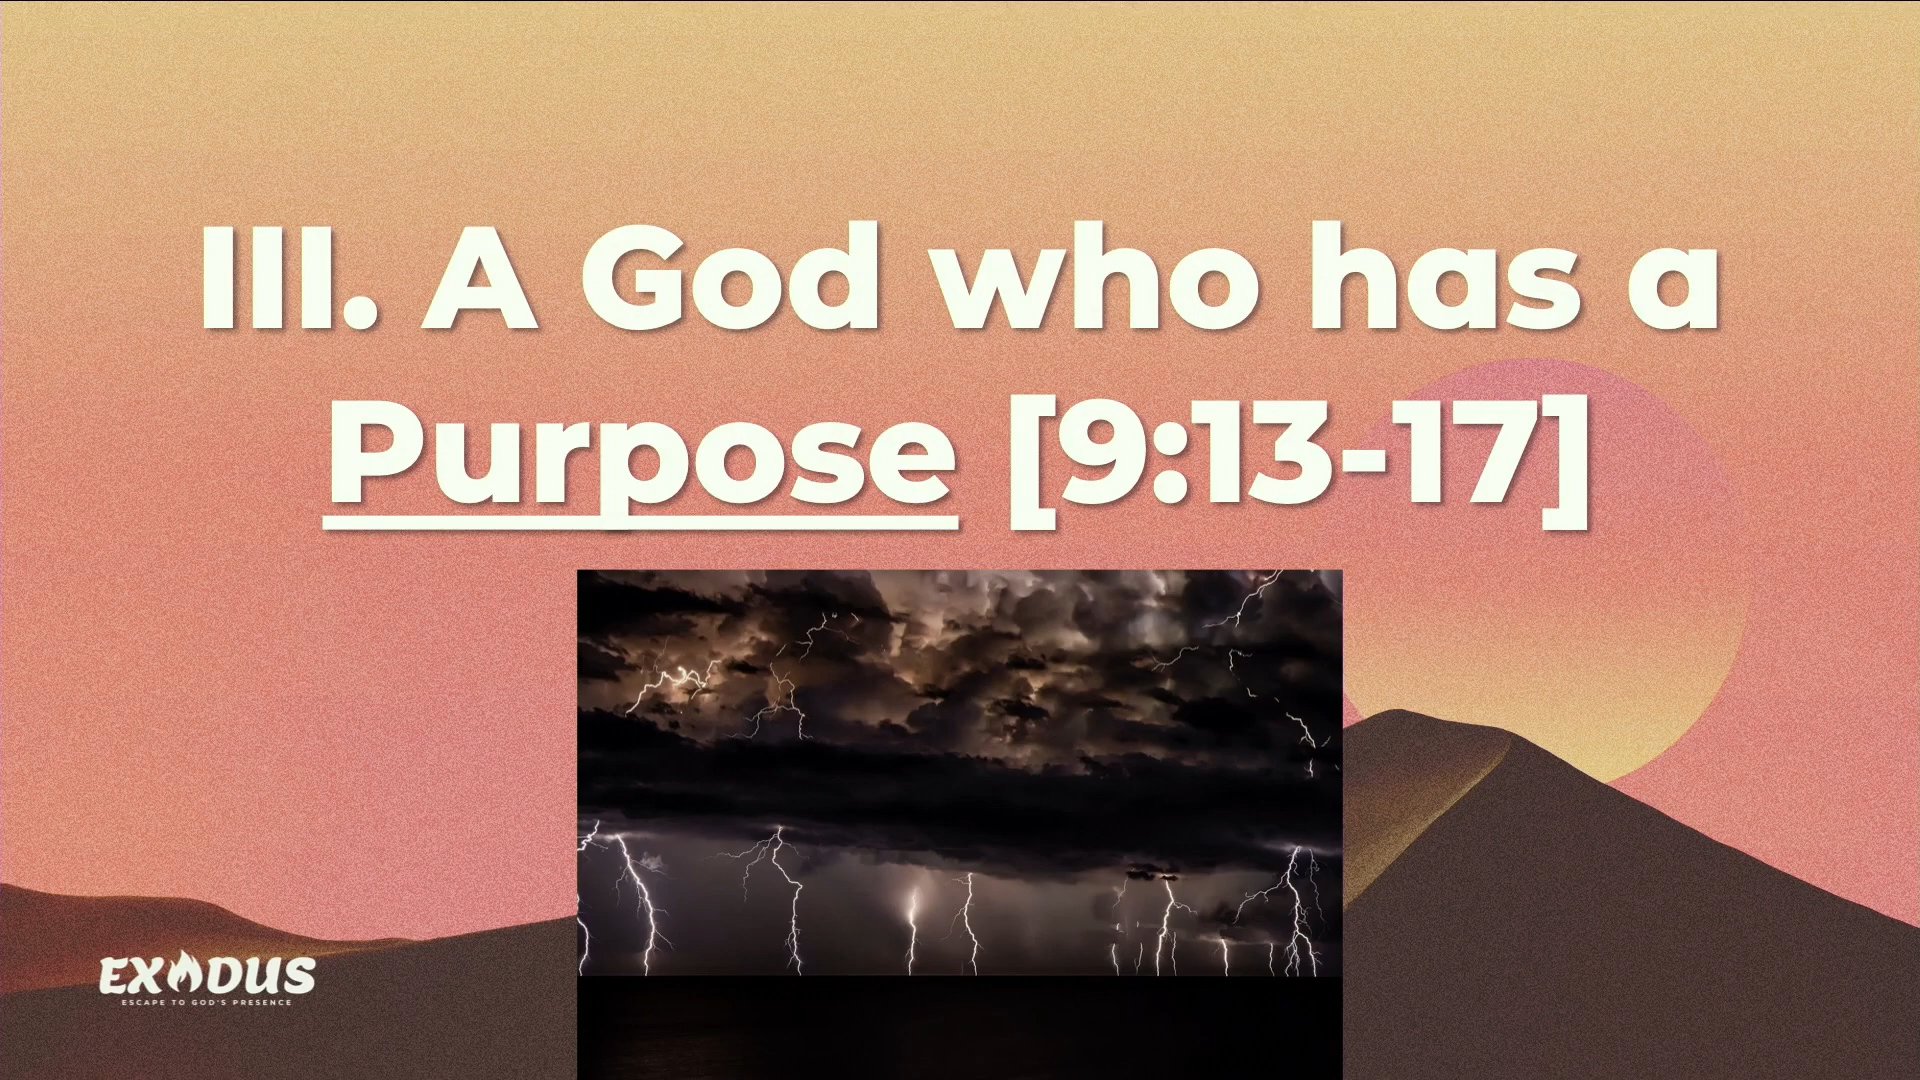 III. A God who has a
Purpose [9:13-17]
EXODUS
ESCAPE TO GOD'S PRESENCE